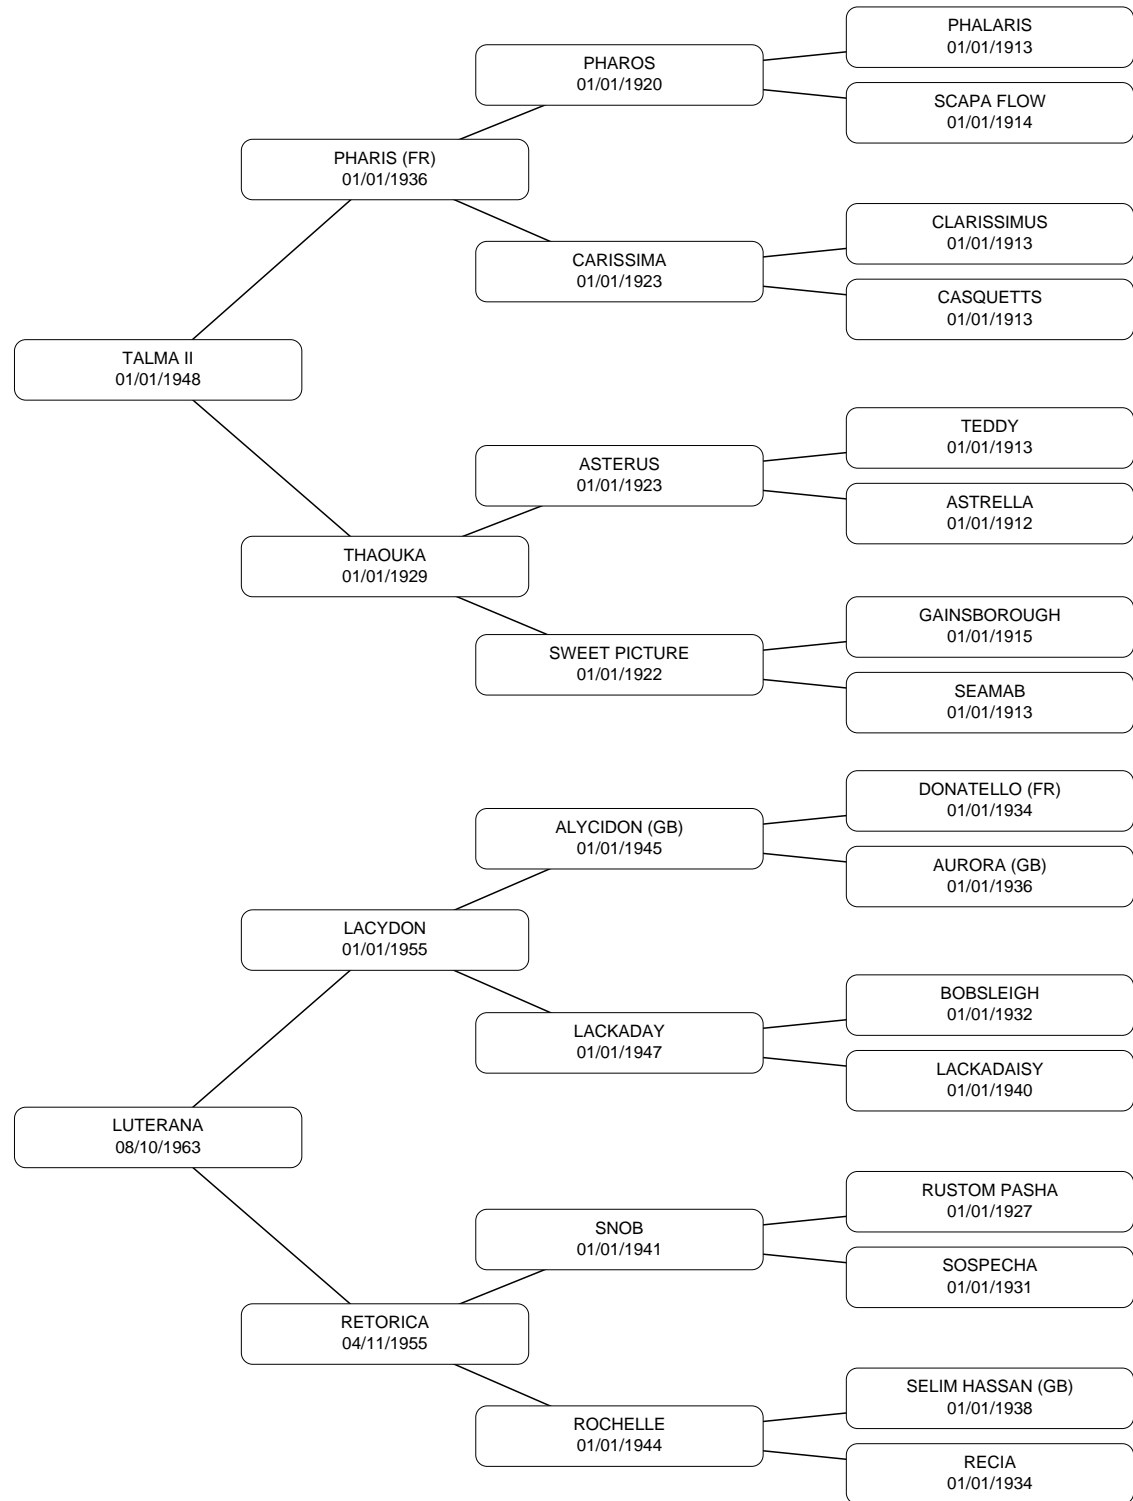 PHALARIS
01/01/1913
PHAROS
01/01/1920
SCAPA FLOW
01/01/1914
PHARIS (FR)
01/01/1936
CLARISSIMUS
01/01/1913
CARISSIMA
01/01/1923
CASQUETTS
01/01/1913
TALMA II
01/01/1948
TEDDY
01/01/1913
ASTERUS
01/01/1923
ASTRELLA
01/01/1912
THAOUKA
01/01/1929
GAINSBOROUGH
01/01/1915
SWEET PICTURE
01/01/1922
SEAMAB
01/01/1913
DONATELLO (FR)
01/01/1934
ALYCIDON (GB)
01/01/1945
AURORA (GB)
01/01/1936
LACYDON
01/01/1955
BOBSLEIGH
01/01/1932
LACKADAY
01/01/1947
LACKADAISY
01/01/1940
LUTERANA
08/10/1963
RUSTOM PASHA
01/01/1927
SNOB
01/01/1941
SOSPECHA
01/01/1931
RETORICA
04/11/1955
SELIM HASSAN (GB)
01/01/1938
ROCHELLE
01/01/1944
RECIA
01/01/1934